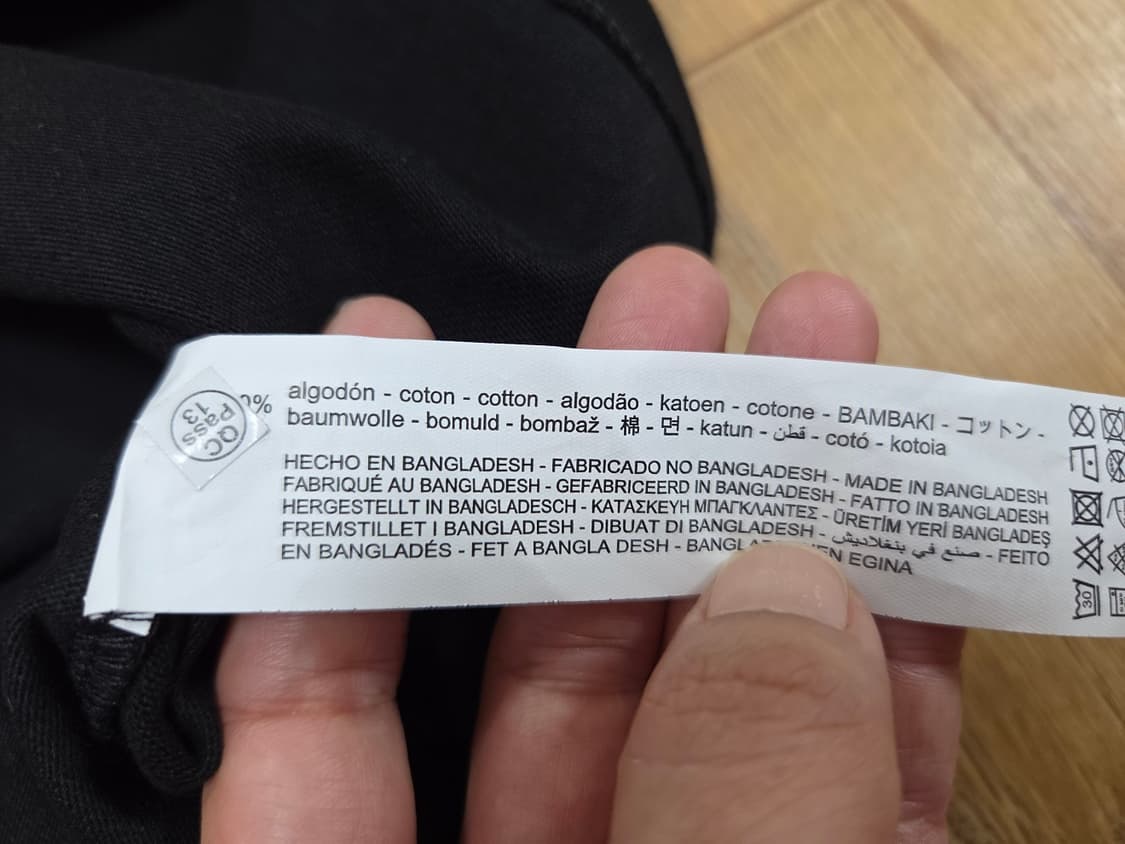 QCS
Pass
13
0%
algodón - coton - cotton - algodão - katoen - cotone - BAMBAKI - コットン -
baumwolle - bomuld - bombaž - 棉 - 면 - katun - قطن - cotó - kotoia
HECHO EN BANGLADESH - FABRICADO NO BANGLADESH - MADE IN BANGLADESH
FABRIQUÉ AU BANGLADESH - GEFABRICEERD IN BANGLADESH - FATTO IN BANGLADESH
HERGESTELLT IN BANGLADESCH - ΚΑΤΑΣΚΕΥΗ ΜΠΑΓΚΛΑΝΤΕΣ - ÜRETİM YERİ BANGLADEŞ
FREMSTILLET I BANGLADESH - DIBUAT DI BANGLADESH - صنع في بنغلاديش - FEITO
EN BANGLADÉS - FET A BANGLA DESH - EGINA
30